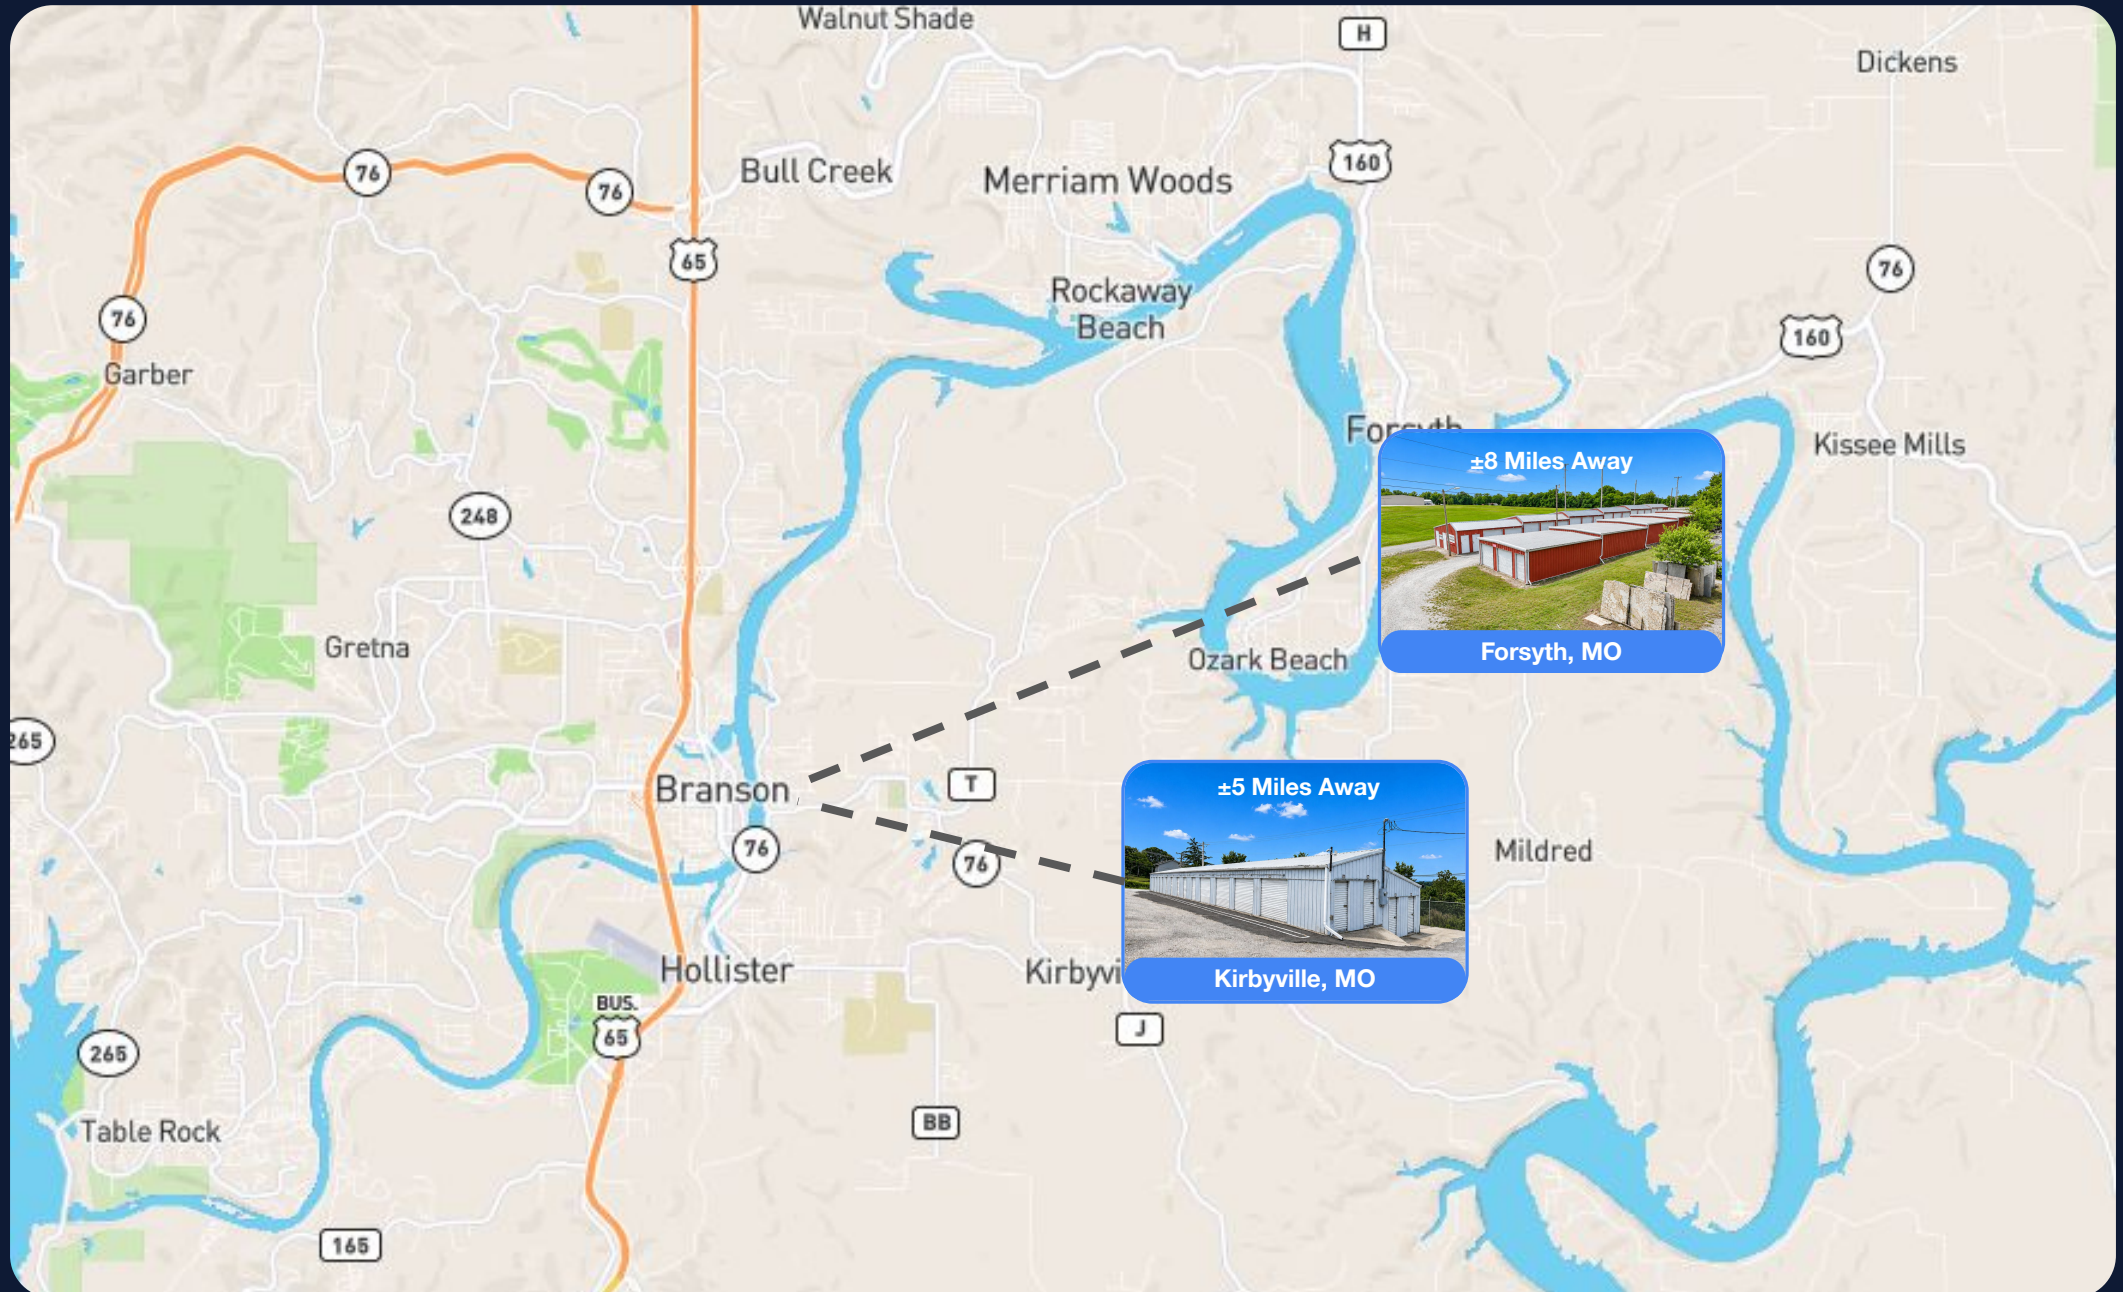 Walnut Shade
H
Dickens
76
76
Bull Creek
Merriam Woods
160
65
76
Rockaway
Beach
76
160
Garber
Forsyth
Kissee Mills
±8 Miles Away
248
Gretna
Ozark Beach
Forsyth, MO
265
Branson
T
±5 Miles Away
76
76
Mildred
Hollister
Kirbyvi
Kirbyville, MO
BUS.
65
J
265
Table Rock
BB
165